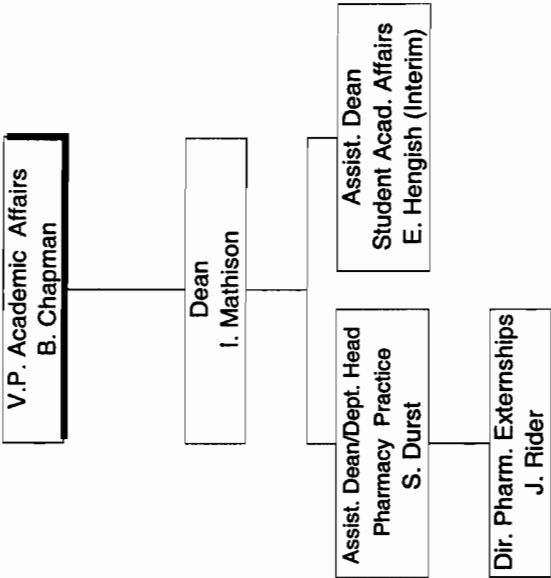 V.P. Academic Affairs
B. Chapman
Dean
I. Mathison
Assist. Dean/Dept. Head
Pharmacy Practice
S. Durst
Assist. Dean
Student Acad. Affairs
E. Hengish (Interim)
Dir. Pharm. Externships
J. Rider